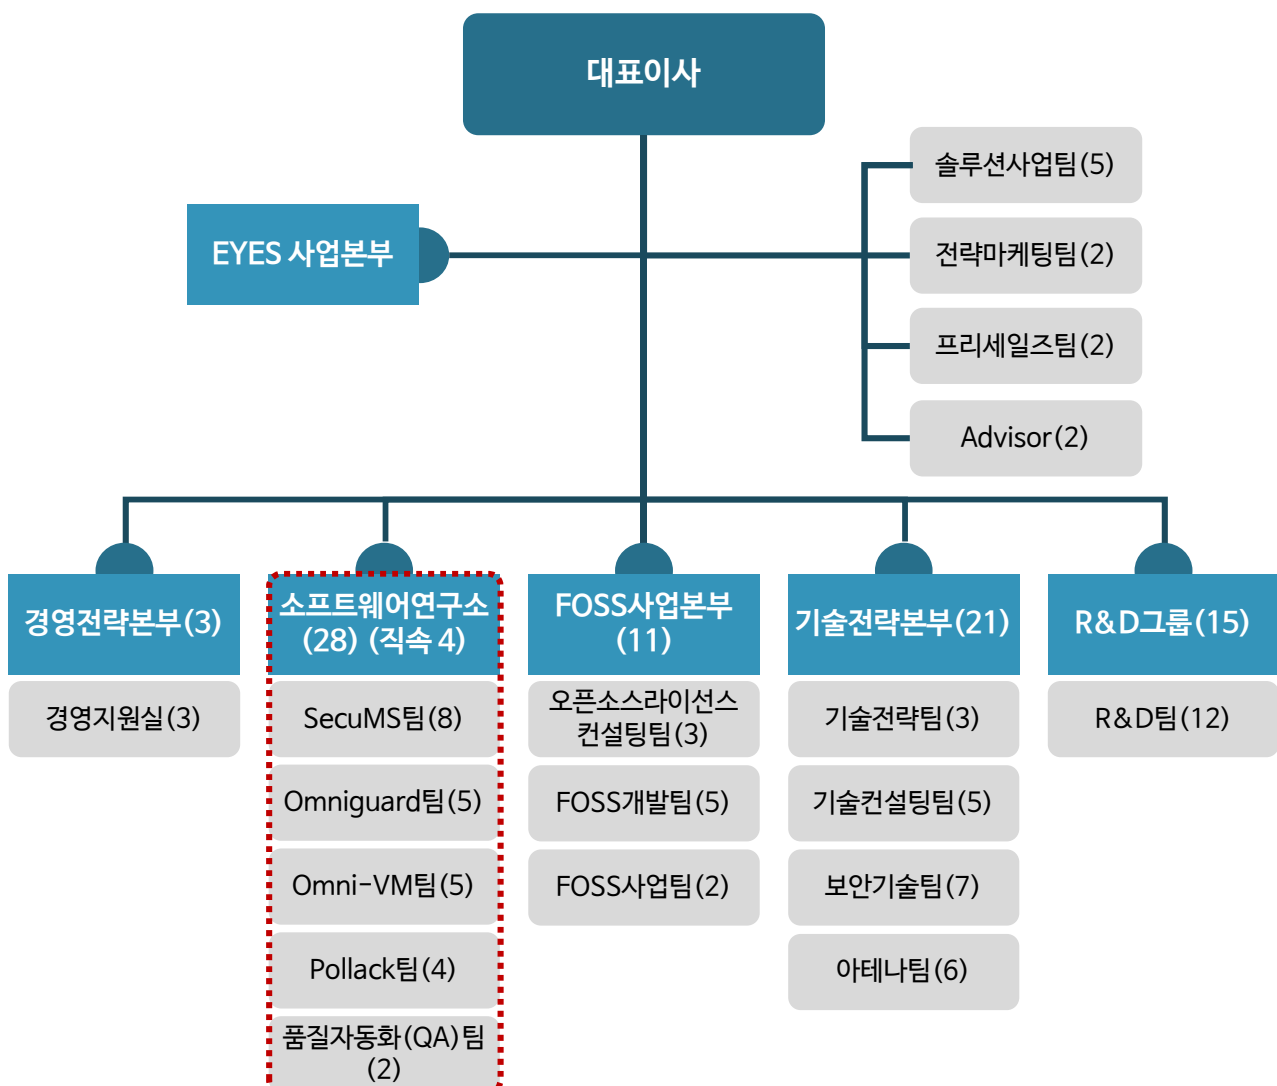 대표이사
솔루션사업팀(5)
EYES 사업본부
전략마케팅팀(2)
프리세일즈팀(2)
Advisor(2)
경영전략본부(3)
경영지원실(3)
소프트웨어연구소
(28) (직속 4)
SecuMS팀(8)
Omniguard팀(5)
Omni-VM팀(5)
Pollack팀(4)
품질자동화(QA)팀
(2)
FOSS사업본부
(11)
오픈소스라이선스
컨설팅팀(3)
FOSS개발팀(5)
FOSS사업팀(2)
기술전략본부(21)
기술전략팀(3)
기술컨설팅팀(5)
보안기술팀(7)
아테나팀(6)
R&D그룹(15)
R&D팀(12)